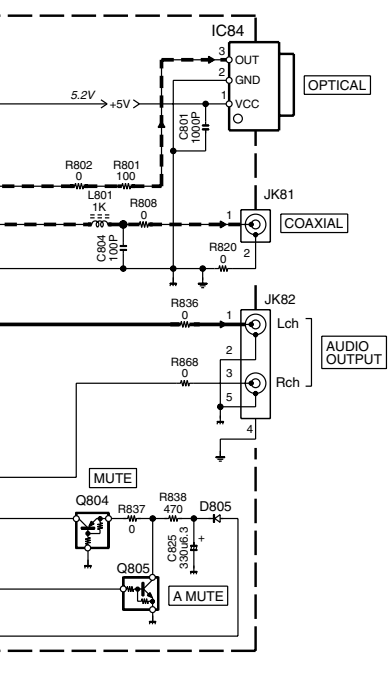 IC84
3 OUT
2 GND
1 VCC
OPTICAL
5.2V
+5V
C801
1000P
R802
0
R801
100
L801
1K
R808
0
C804
100P
JK81
1
COAXIAL
2
R820
0
JK82
R836
0
1
Lch
AUDIO
OUTPUT
2
R868
0
3
Rch
5
4
MUTE
Q804
R837
0
R838
470
D805
C825
330u6.3
+
Q805
A MUTE